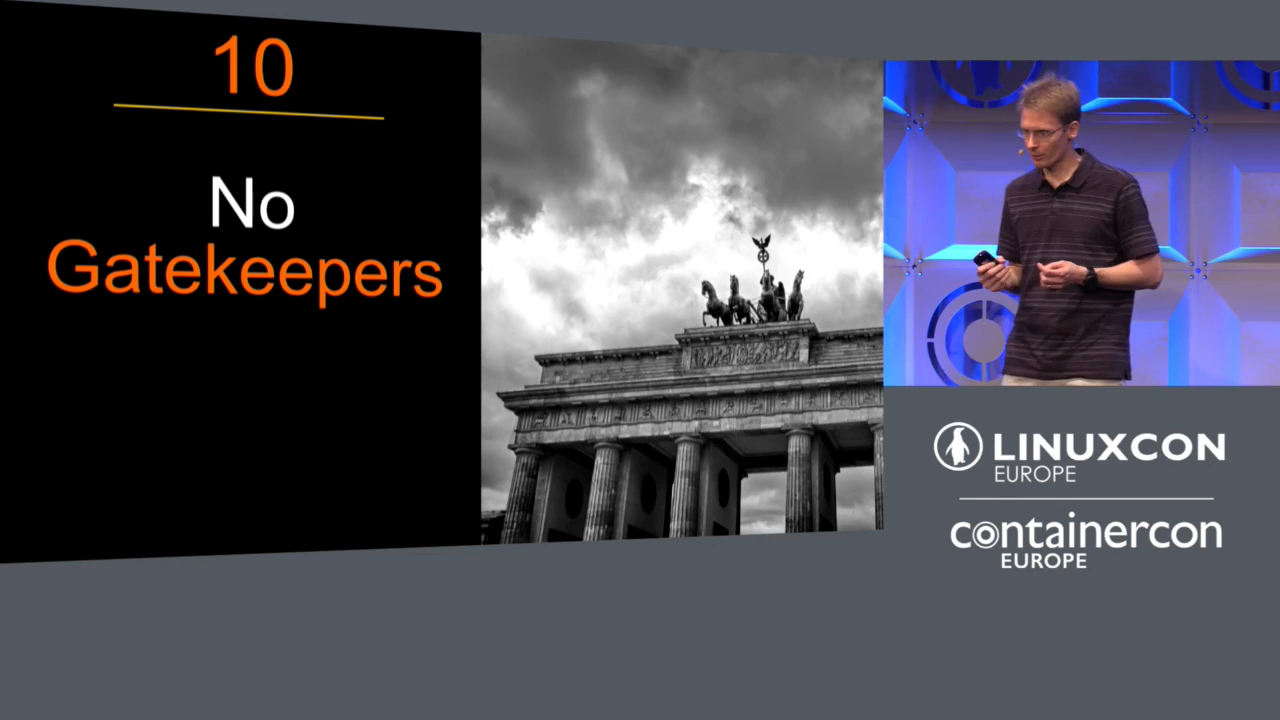 10
No
Gatekeepers
LINUXCON
EUROPE
containercon
EUROPE